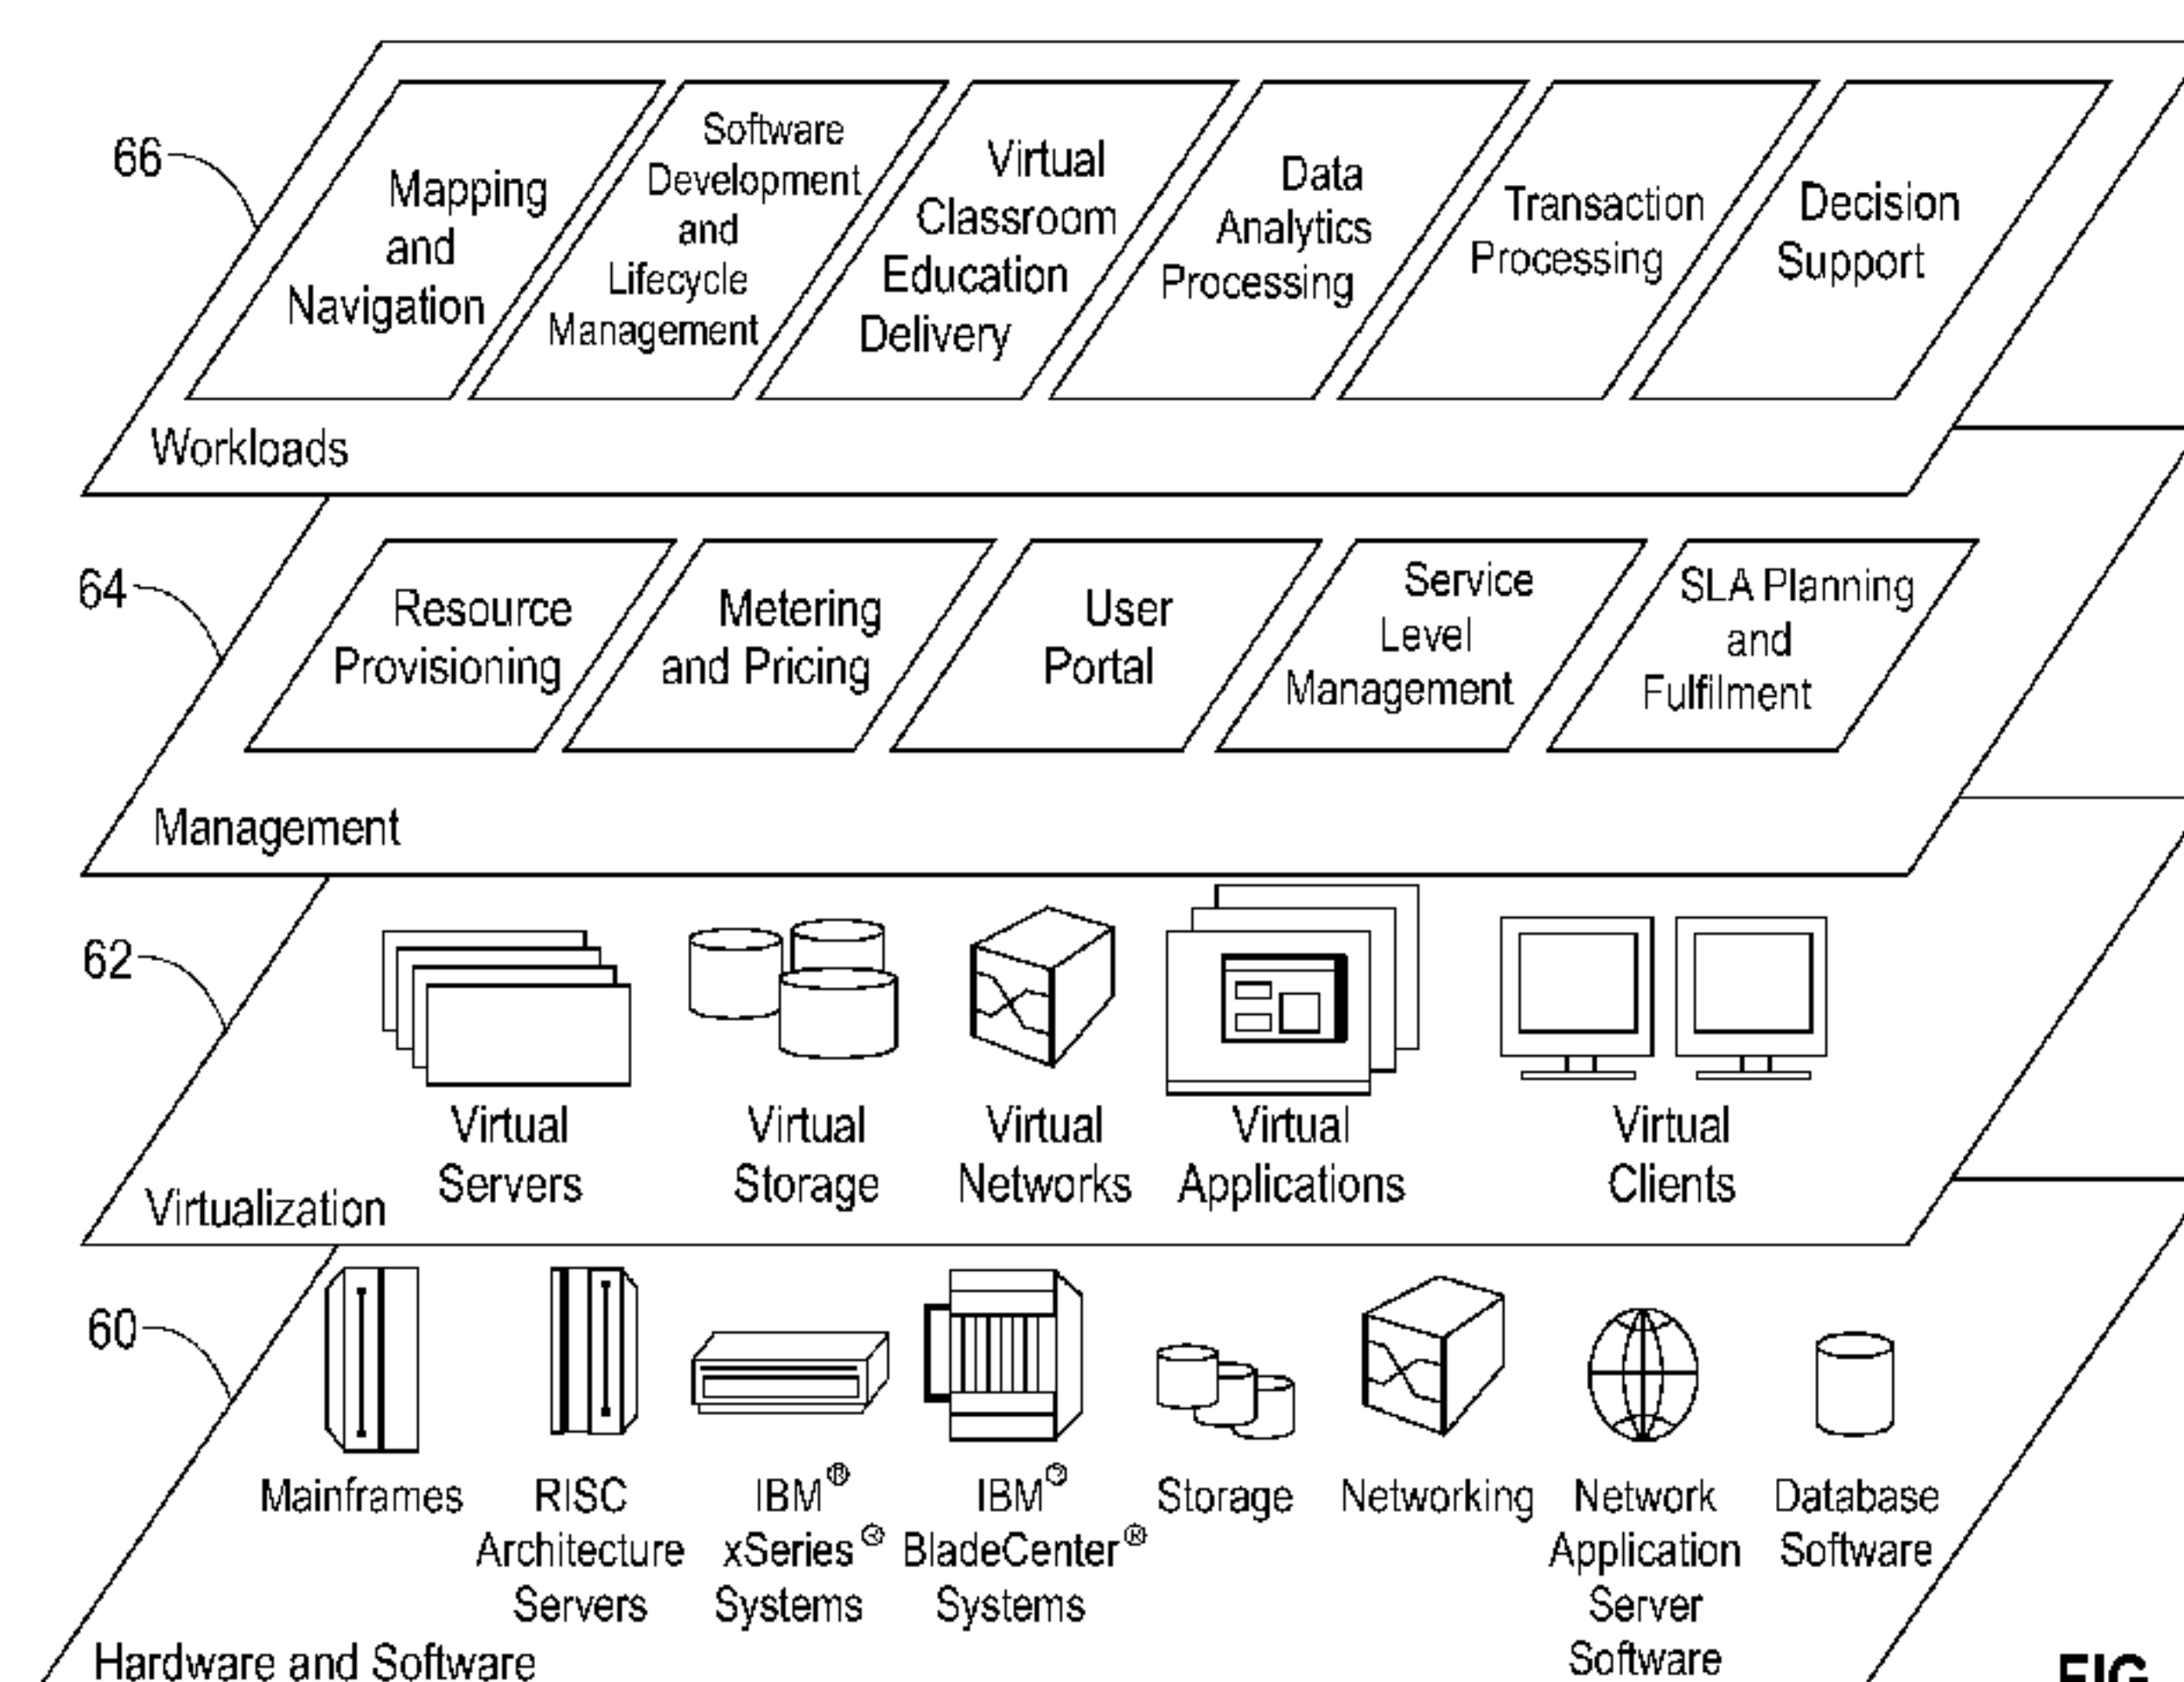 66
Mapping
and
Navigation
Software
Development
and
Lifecycle
Management
Virtual
Classroom
Education
Delivery
Data
Analytics
Processing
Transaction
Processing
Decision
Support
Workloads
64
Resource
Provisioning
Metering
and Pricing
User
Portal
Service
Level
Management
SLA Planning
and
Fulfilment
Management
62
Virtual
Servers
Virtual
Storage
Virtual
Networks
Virtual
Applications
Virtual
Clients
Virtualization
60
Mainframes
RISC
Architecture
Servers
IBM®
xSeries®
Systems
IBM®
BladeCenter®
Systems
Storage
Networking
Network
Application
Server
Software
Database
Software
Hardware and Software
FIG